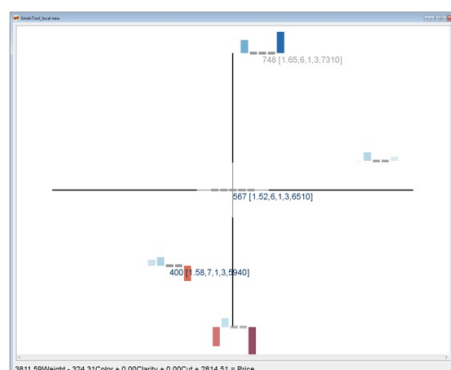 748 [1.65,6,1,3,7310]
567 [1.52,6,1,3,6510]
400 [1.58,7,1,3,5940]
3811.59Weight - 324.31Color + 0.00Clarity + 0.00Cut + 2814.51 = Price